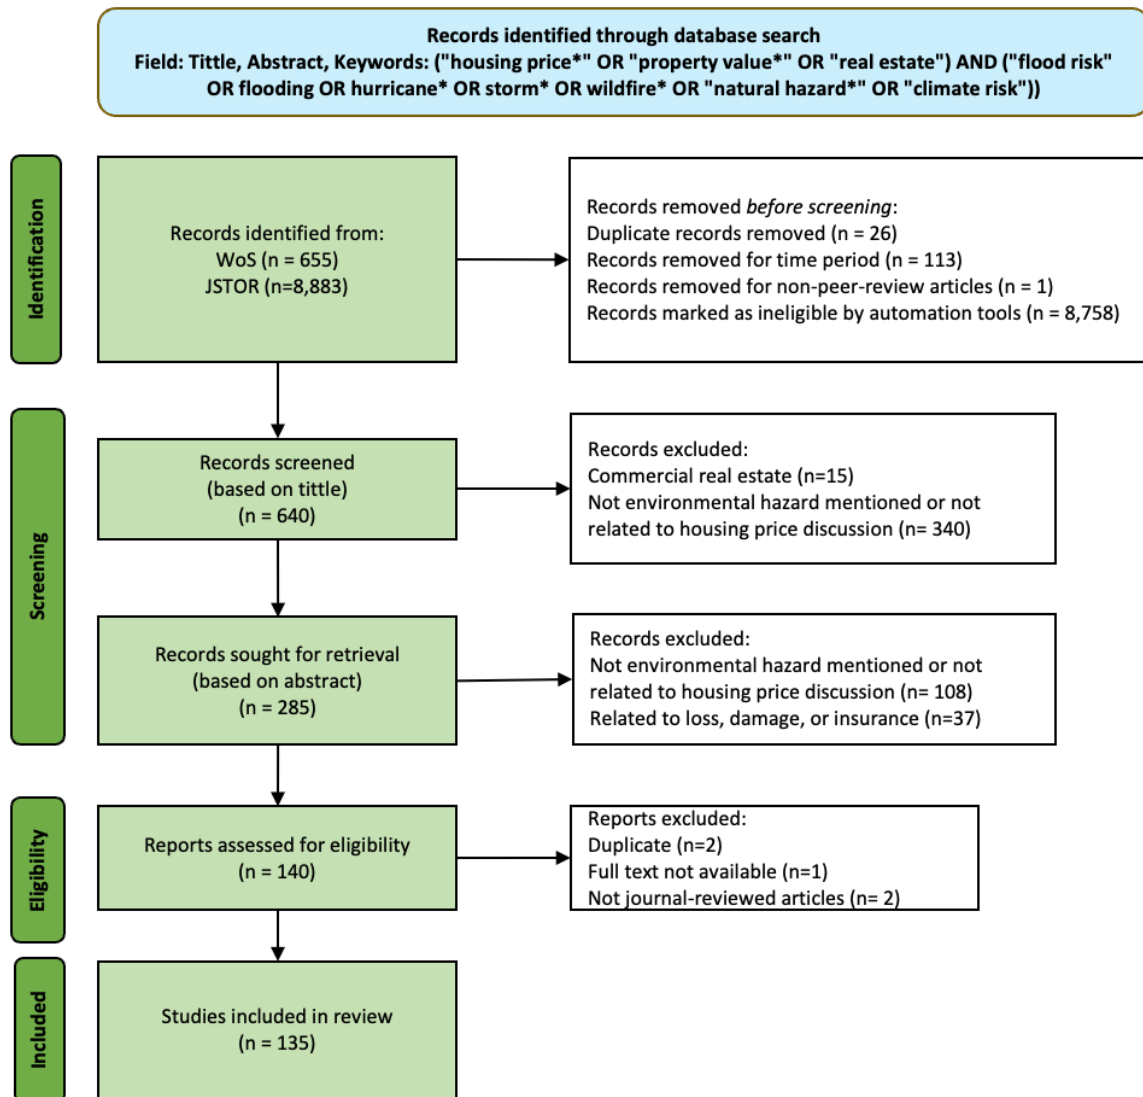 Records identified through database search
Field: Tittle, Abstract, Keywords: ("housing price*" OR "property value*" OR "real estate") AND ("flood risk"
OR flooding OR hurricane* OR storm* OR wildfire* OR "natural hazard*" OR "climate risk"))
Identification
Records identified from:
WoS (n = 655)
JSTOR (n=8,883)
Records removed before screening:
Duplicate records removed (n = 26)
Records removed for time period (n = 113)
Records removed for non-peer-review articles (n = 1)
Records marked as ineligible by automation tools (n = 8,758)
Screening
Records screened
(based on tittle)
(n = 640)
Records excluded:
Commercial real estate (n=15)
Not environmental hazard mentioned or not
related to housing price discussion (n= 340)
Records sought for retrieval
(based on abstract)
(n = 285)
Records excluded:
Not environmental hazard mentioned or not
related to housing price discussion (n= 108)
Related to loss, damage, or insurance (n=37)
Eligibility
Reports assessed for eligibility
(n = 140)
Reports excluded:
Duplicate (n=2)
Full text not available (n=1)
Not journal-reviewed articles (n= 2)
Included
Studies included in review
(n = 135)